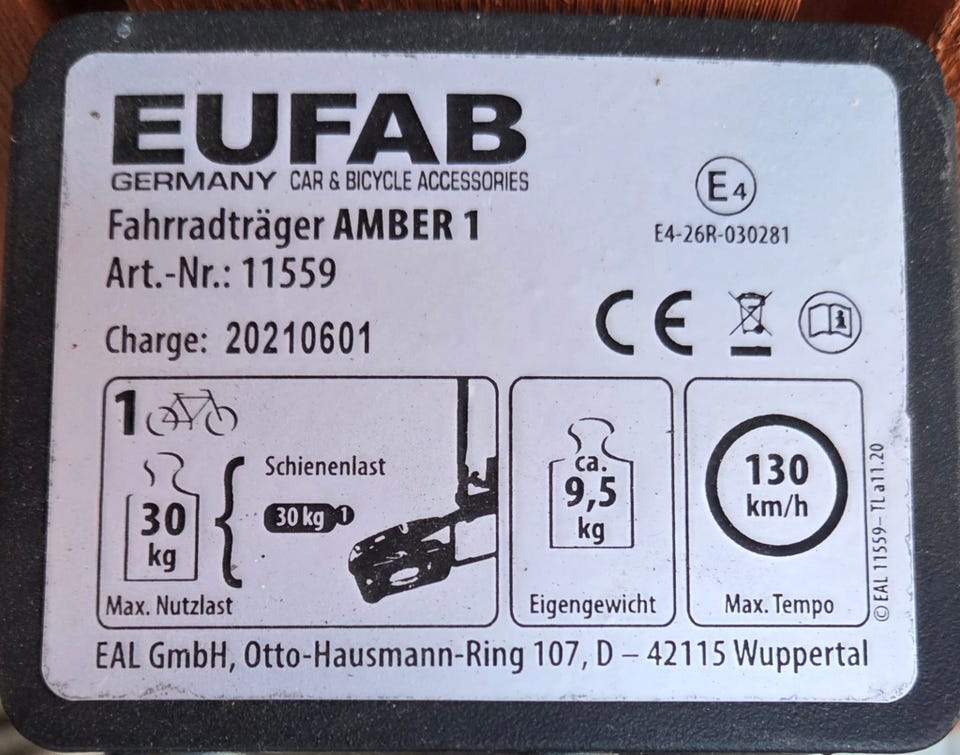 EUFAB
GERMANY CAR & BICYCLE ACCESSORIES
Fahrradträger AMBER 1
Art.-Nr.: 11559
E4
E4-26R-030281
Charge: 20210601
CE
1
Schienenlast
30 kg
30 kg 1
Max. Nutzlast
ca.
9,5
kg
Eigengewicht
130
km/h
Max. Tempo
© EAL 11559– TL a11.20
EAL GmbH, Otto-Hausmann-Ring 107, D – 42115 Wuppertal